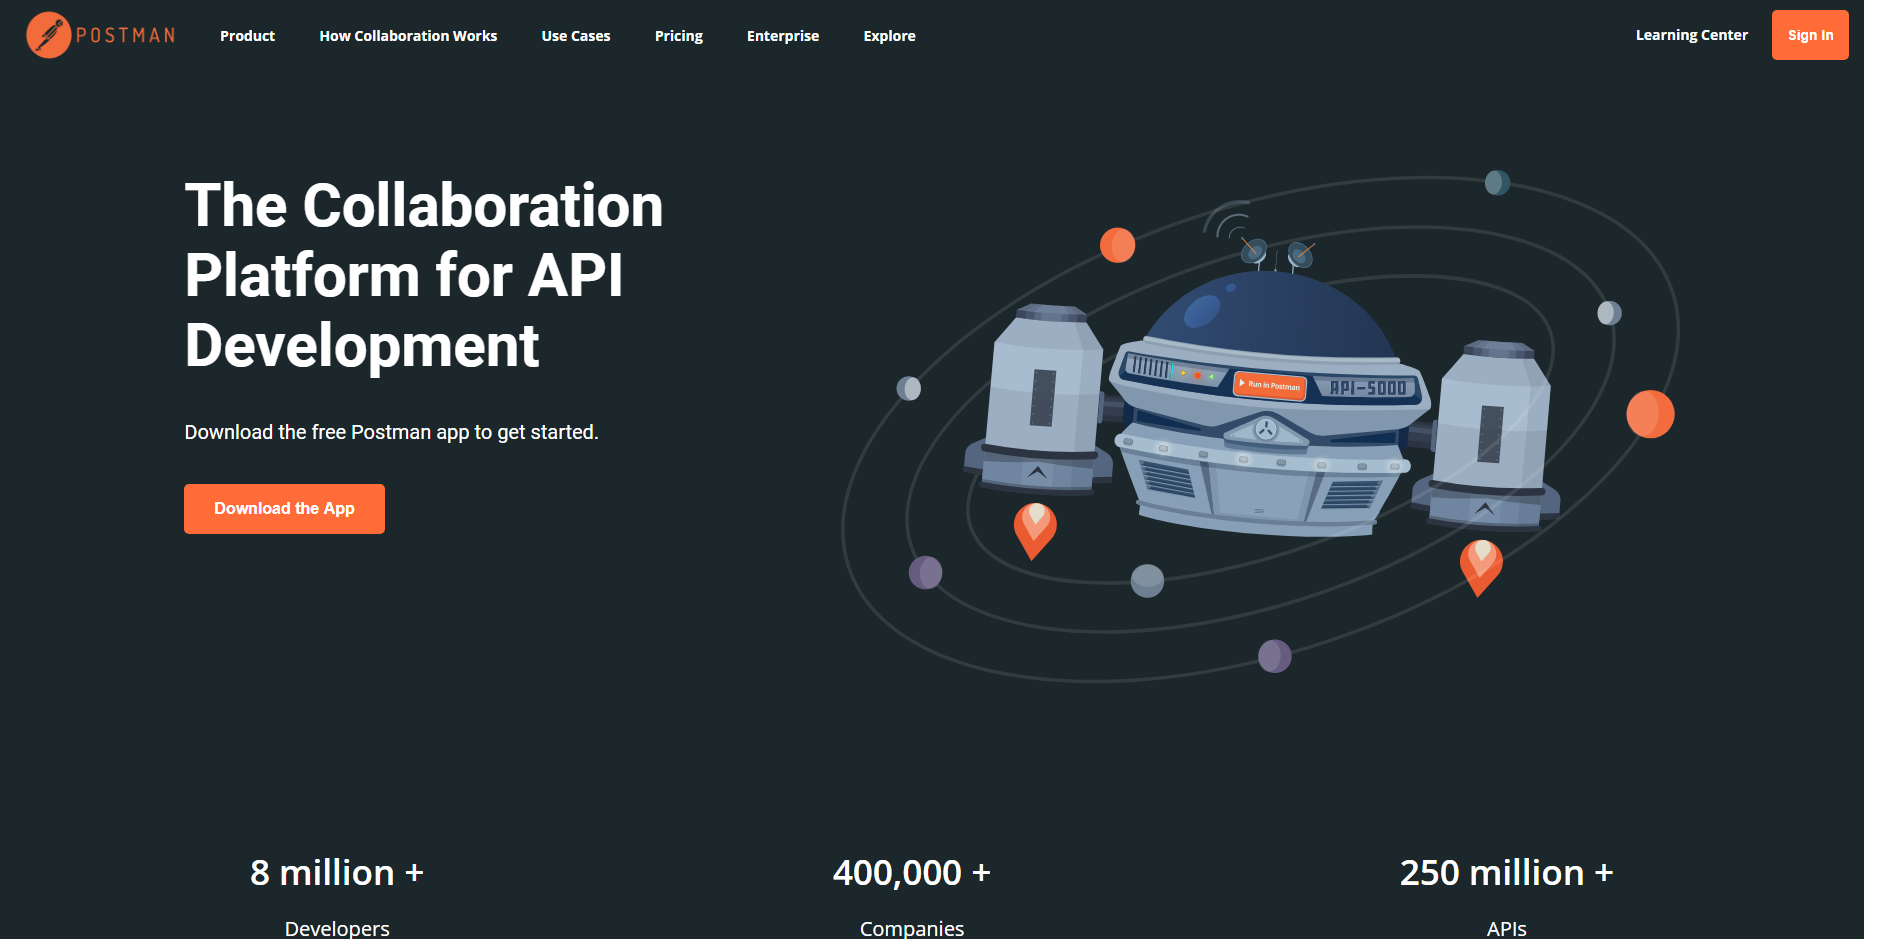 POSTMAN
Product
How Collaboration Works
Use Cases
Pricing
Enterprise
Explore
Learning Center
Sign In
The Collaboration
Platform for API
Development
Download the free Postman app to get started.
Download the App
Run in Postman
API-5000
8 million +
400,000 +
250 million +
Developers
Companies
APIs